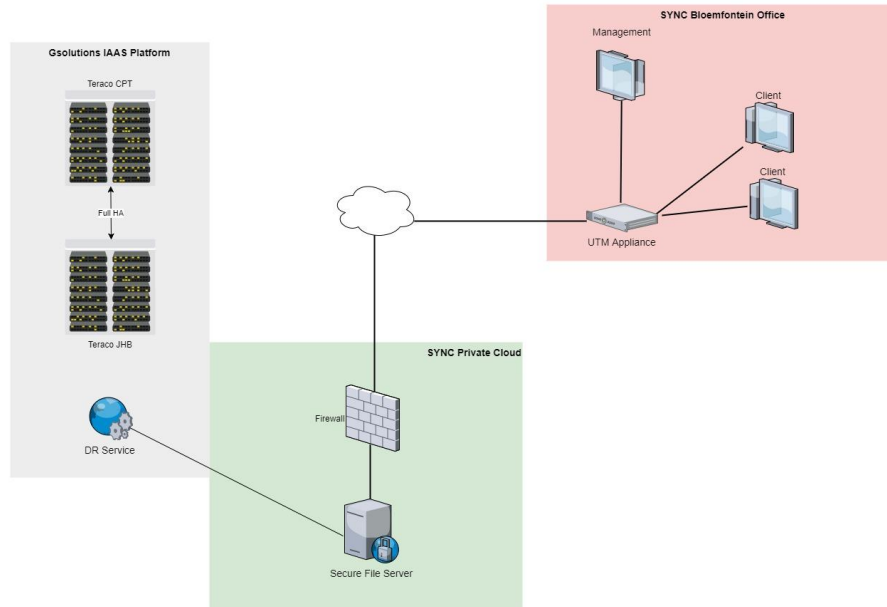 SYNC Bloemfontein Office
Management
Gsolutions IAAS Platform
Teraco CPT
Client
Client
Full HA
UTM Appliance
Teraco JHB
SYNC Private Cloud
Firewall
DR Service
Secure File Server